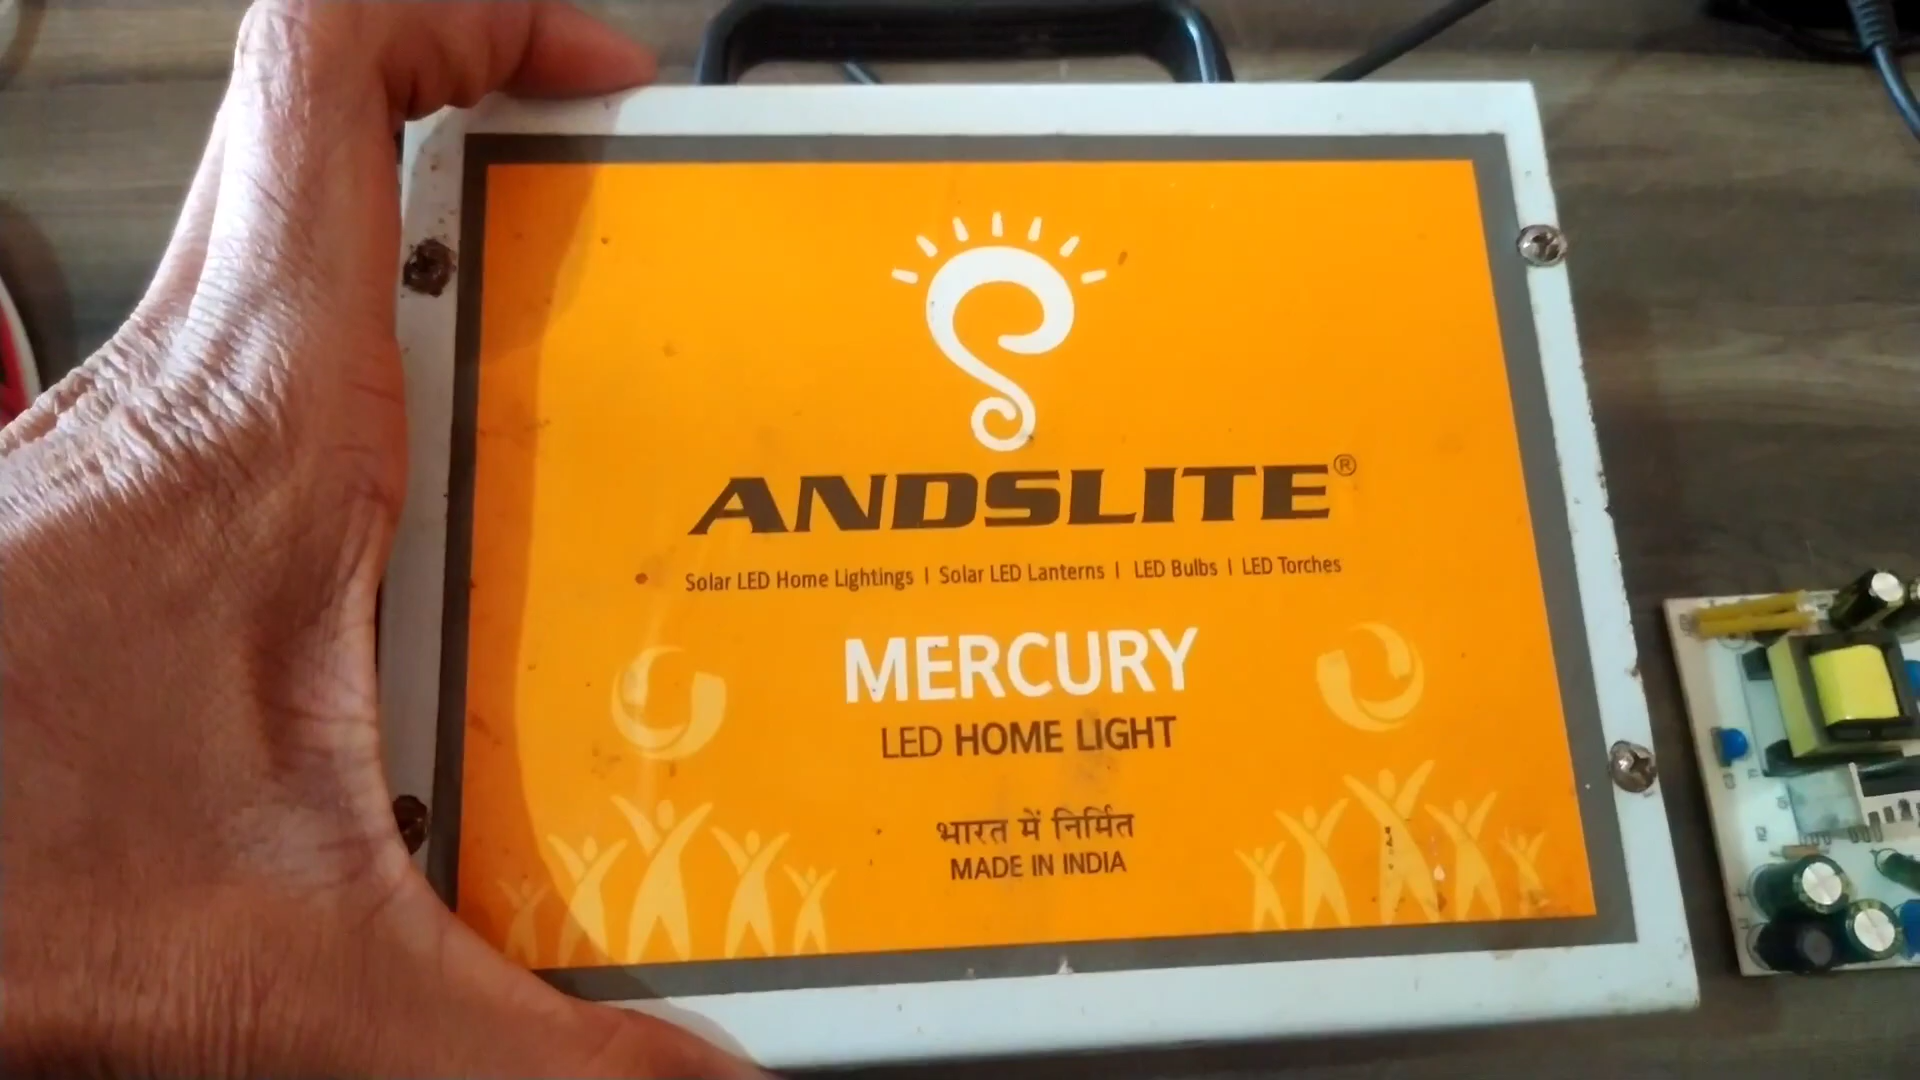 ANDSLITE®
Solar LED Home Lightings | Solar LED Lanterns | LED Bulbs | LED Torches
MERCURY
LED HOME LIGHT
भारत में निर्मित
MADE IN INDIA